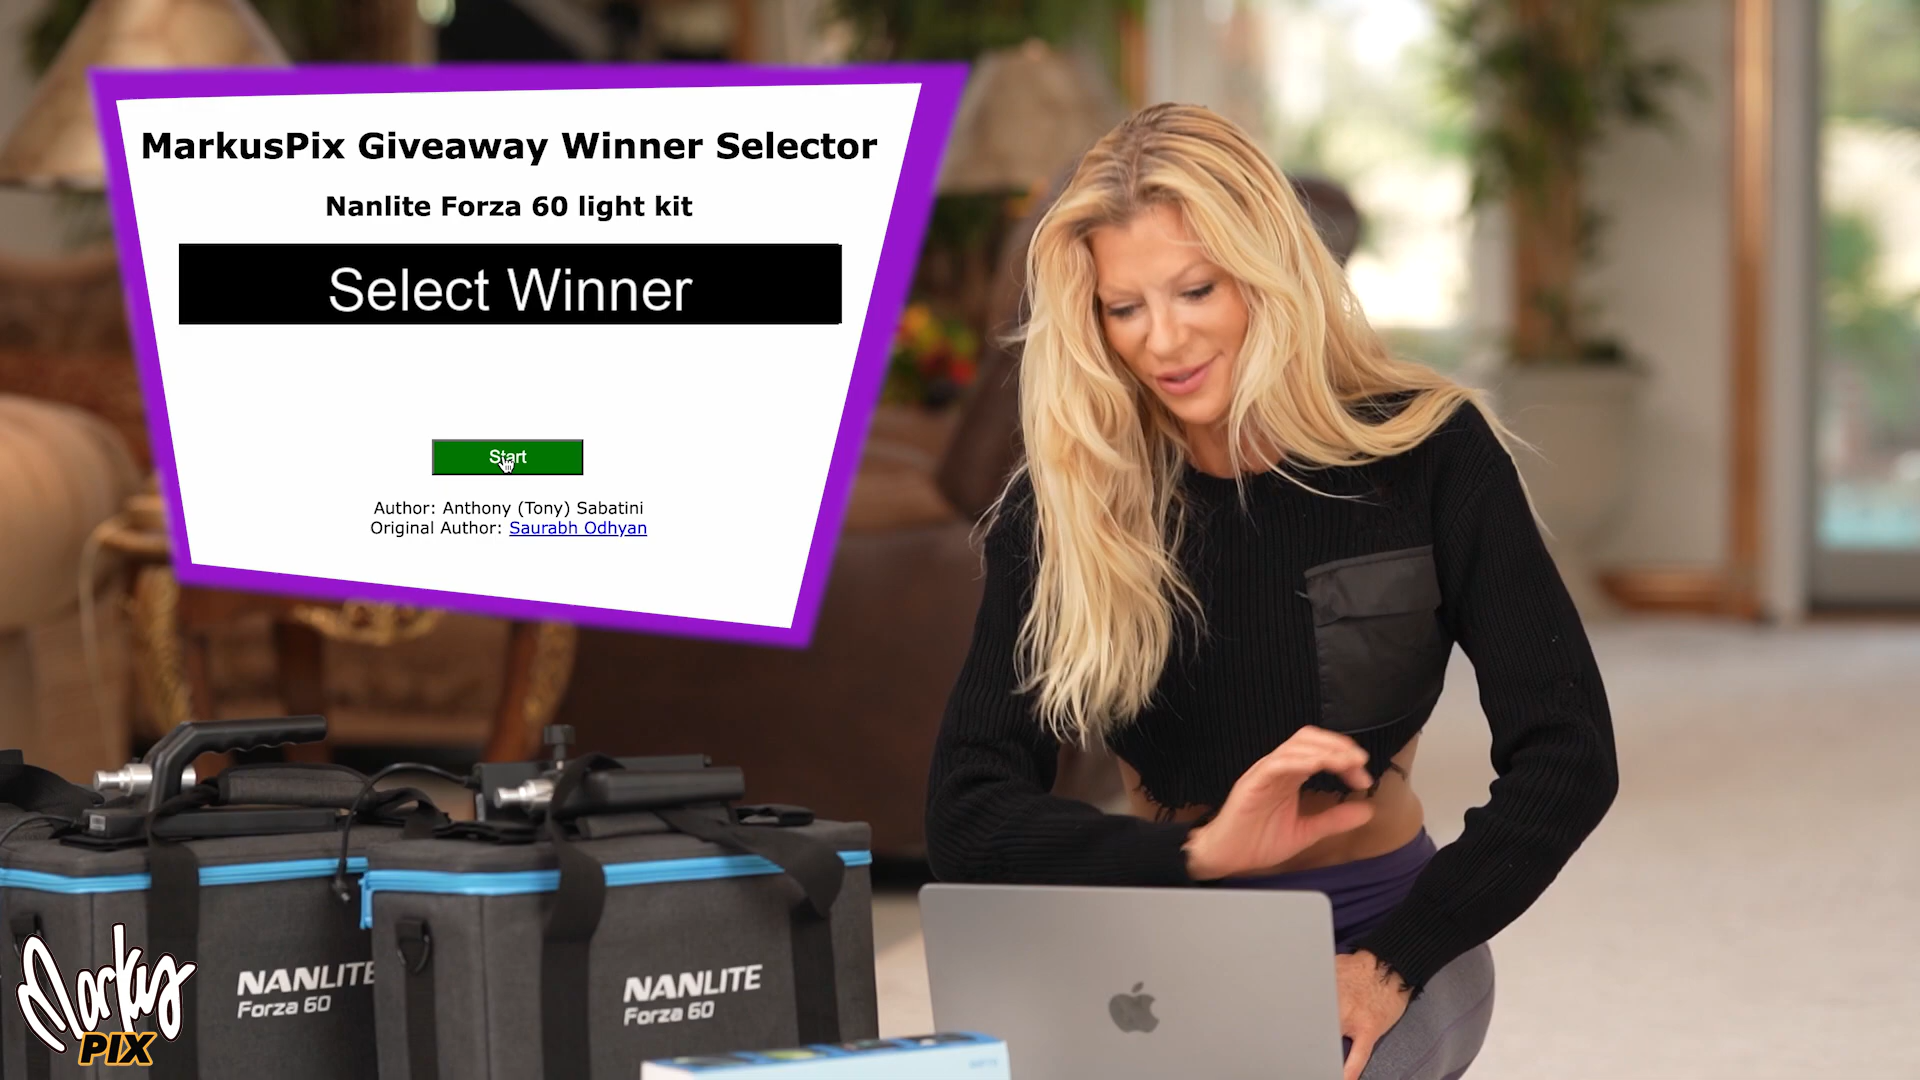 MarkusPix Giveaway Winner Selector
Nanlite Forza 60 light kit
Select Winner
Start
Author: Anthony (Tony) Sabatini
Original Author: Saurabh Odhyan
NANLITE
Forza 60
NANLITE
Forza 60
Markus
PIX